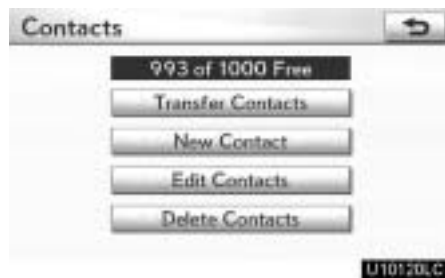 Contacts
993 of 1000 Free
Transfer Contacts
New Contact
Edit Contacts
Delete Contacts
U10120LC